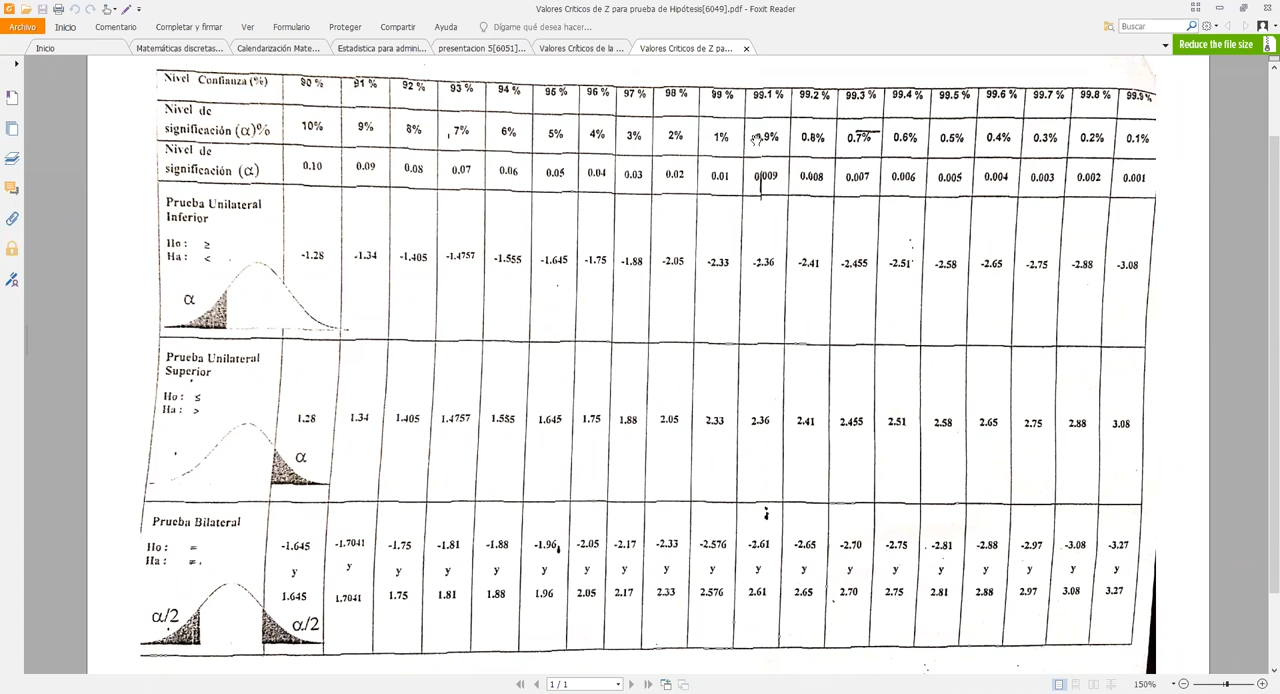 Valores Criticos de Z para prueba de Hipótesis[6049].pdf - Foxit Reader
Archivo Inicio Comentario Completar y firmar Ver Formulario Proteger Compartir Ayuda Dígame qué desea hacer... Buscar
Inicio Matemáticas discretas... Calendarización Mate... Estadistica para admini... presentacion 5[6051]... Valores Críticos de la ... Valores Criticos de Z pa... Reduce the file size
Nivel Confianza (%) 90 % 91 % 92 % 93 % 94 % 95 % 96 % 97 % 98 % 99 % 99.1 % 99.2 % 99.3 % 99.4 % 99.5 % 99.6 % 99.7 % 99.8 % 99.9%
Nivel de
significación (α)% 10% 9% 8% 7% 6% 5% 4% 3% 2% 1% .9% 0.8% 0.7% 0.6% 0.5% 0.4% 0.3% 0.2% 0.1%
Nivel de
significación (α) 0.10 0.09 0.08 0.07 0.06 0.05 0.04 0.03 0.02 0.01 0.009 0.008 0.007 0.006 0.005 0.004 0.003 0.002 0.001
Prueba Unilateral
Inferior
Ho: ≥
Ha: <
-1.28 -1.34 -1.405 -1.4757 -1.555 -1.645 -1.75 -1.88 -2.05 -2.33 -2.36 -2.41 -2.455 -2.51 -2.58 -2.65 -2.75 -2.88 -3.08
α
Prueba Unilateral
Superior
Ho: ≤
Ha: >
1.28 1.34 1.405 1.4757 1.555 1.645 1.75 1.88 2.05 2.33 2.36 2.41 2.455 2.51 2.58 2.65 2.75 2.88 3.08
α
Prueba Bilateral
Ho: = -1.645 -1.7041 -1.75 -1.81 -1.88 -1.96 -2.05 -2.17 -2.33 -2.576 -2.61 -2.65 -2.70 -2.75 -2.81 -2.88 -2.97 -3.08 -3.27
Ha: ≠ y y y y y y y y y y y y y y y y y y y
1.645 1.7041 1.75 1.81 1.88 1.96 2.05 2.17 2.33 2.576 2.61 2.65 2.70 2.75 2.81 2.88 2.97 3.08 3.27
α/2 α/2
1 / 1 150%